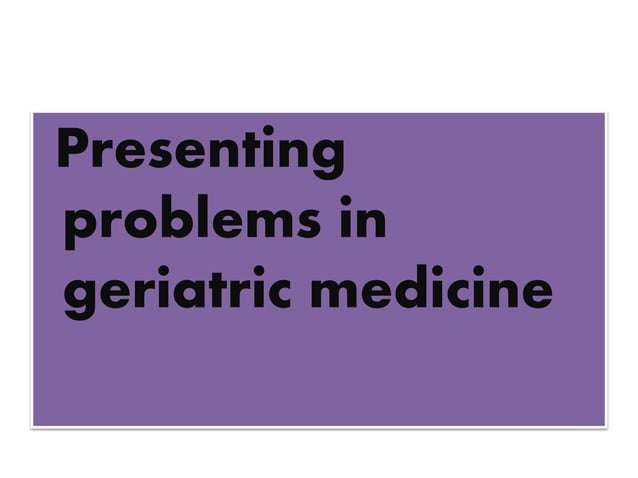 Presenting
problems in
geriatric medicine